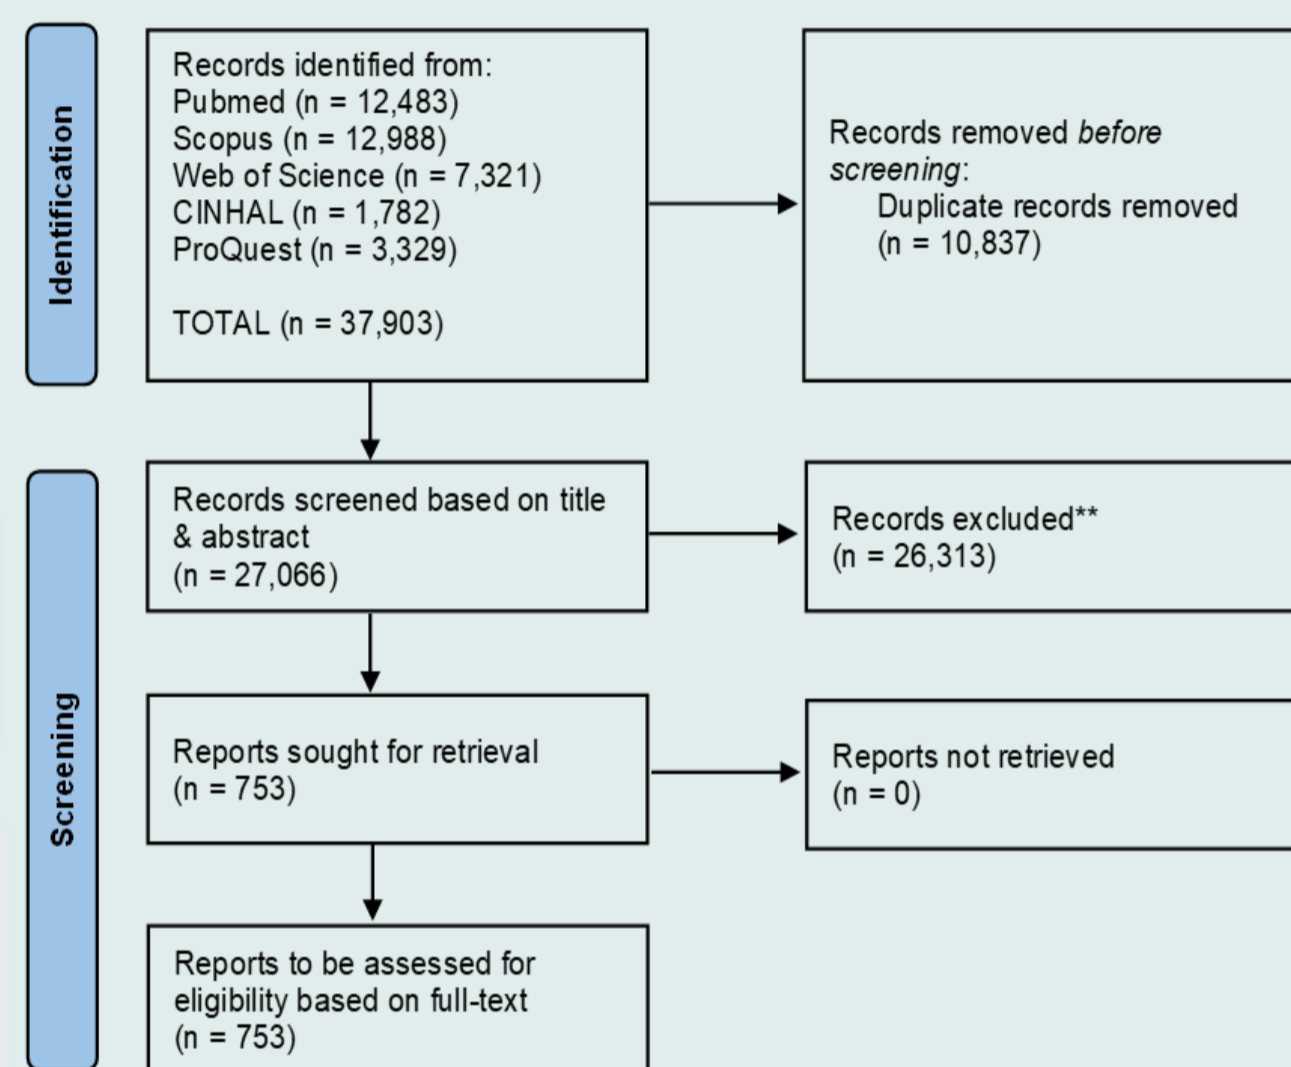 Identification
Records identified from:
Pubmed (n = 12,483)
Scopus (n = 12,988)
Web of Science (n = 7,321)
CINHAL (n = 1,782)
ProQuest (n = 3,329)
TOTAL (n = 37,903)
Records removed before
screening:
Duplicate records removed
(n = 10,837)
Screening
Records screened based on title
& abstract
(n = 27,066)
Records excluded**
(n = 26,313)
Reports sought for retrieval
(n = 753)
Reports not retrieved
(n = 0)
Reports to be assessed for
eligibility based on full-text
(n = 753)